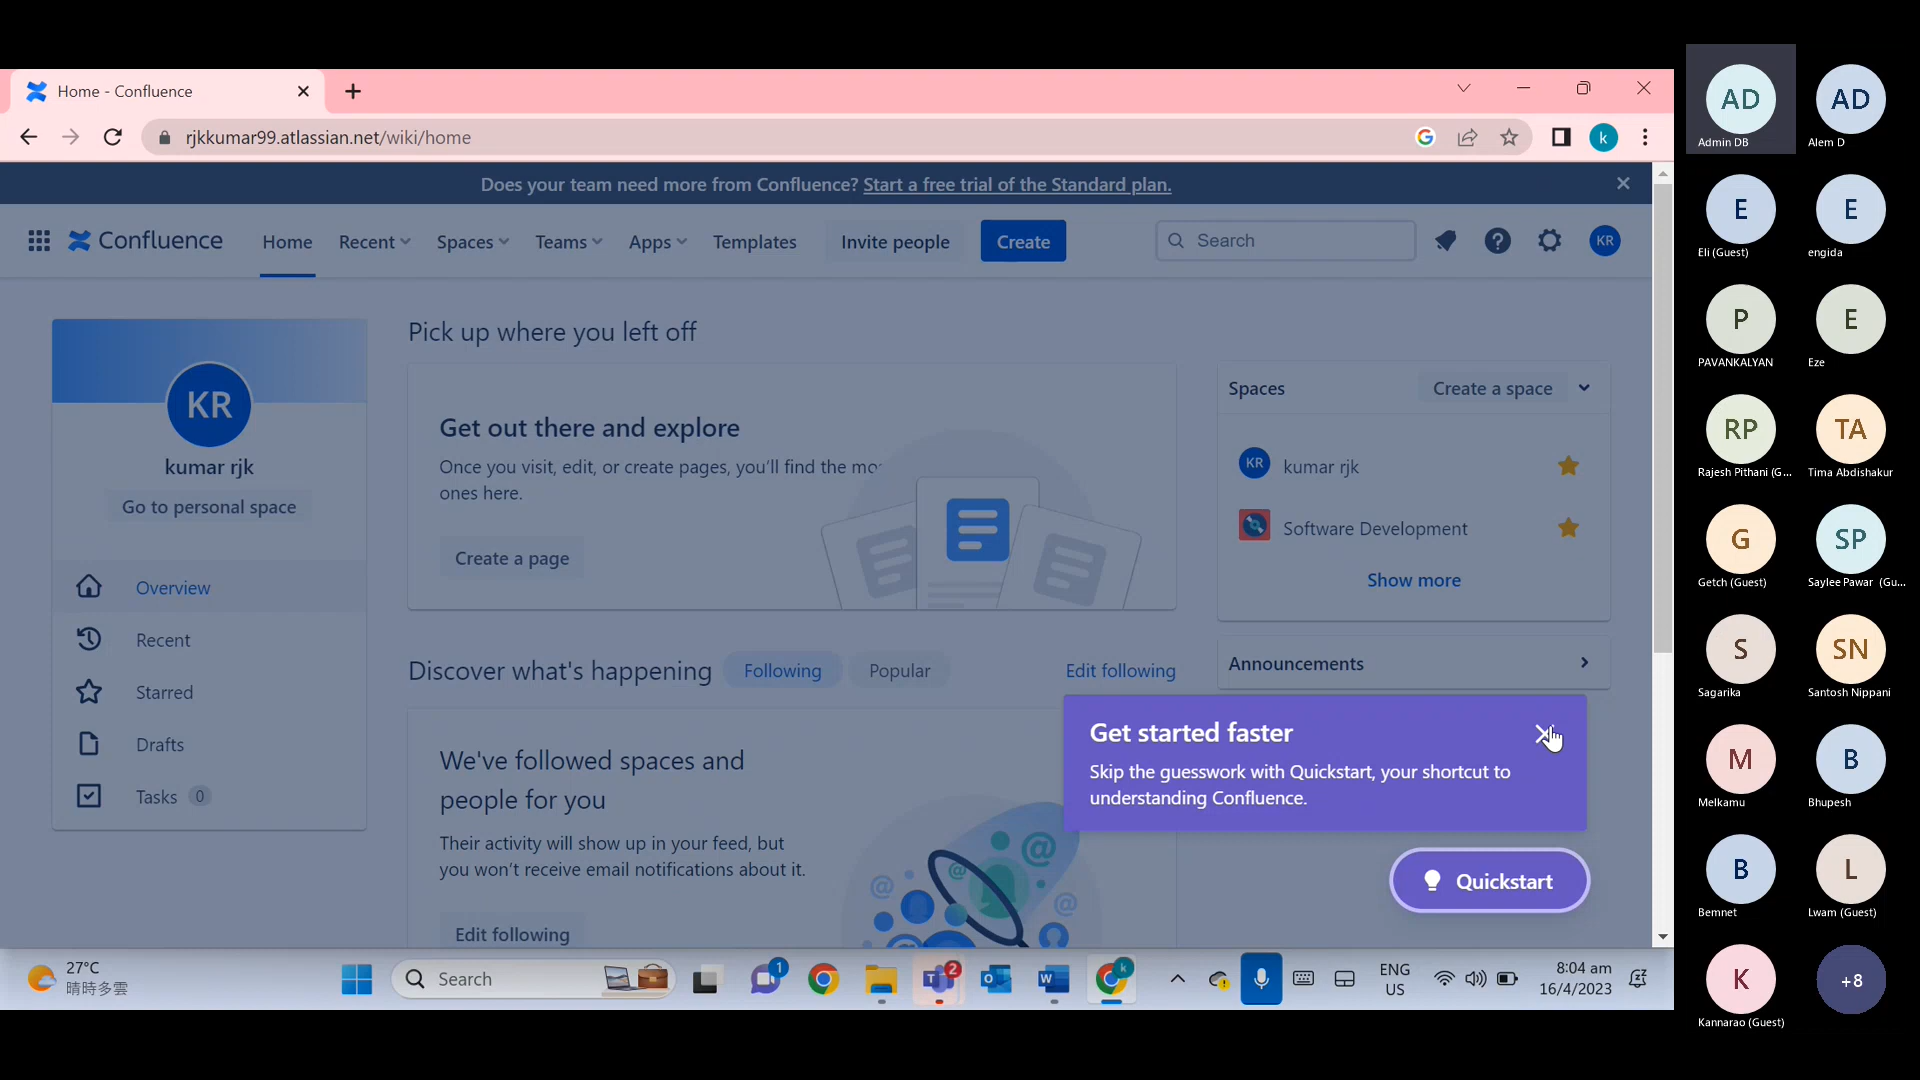 Home - Confluence
rjkkumar99.atlassian.net/wiki/home
Does your team need more from Confluence? Start a free trial of the Standard plan.
Confluence Home Recent Spaces Teams Apps Templates Invite people Create Search KR
Pick up where you left off
KR
kumar rjk
Go to personal space
Overview
Recent
Starred
Drafts
Tasks 0
Get out there and explore
Once you visit, edit, or create pages, you'll find the
ones here.
Create a page
Spaces Create a space
KR kumar rjk
Software Development
Show more
Announcements
Discover what's happening Following Popular Edit following
We've followed spaces and
people for you
Their activity will show up in your feed, but
you won't receive email notifications about it.
Edit following
Get started faster
Skip the guesswork with Quickstart, your shortcut to
understanding Confluence.
Quickstart
27°C
晴時多雲
Search
1
2
k
ENG
US
8:04 am
16/4/2023
AD
Admin DB
AD
Alem D
E
Eli (Guest)
E
engida
P
PAVANKALYAN
E
Eze
RP
Rajesh Pithani (G...
TA
Tima Abdishakur
G
Getch (Guest)
SP
Saylee Pawar (Gu...
S
Sagarika
SN
Santosh Nippani
M
Melkamu
B
Bhupesh
B
Bemnet
L
Lwam (Guest)
K
Kannarao (Guest)
+8